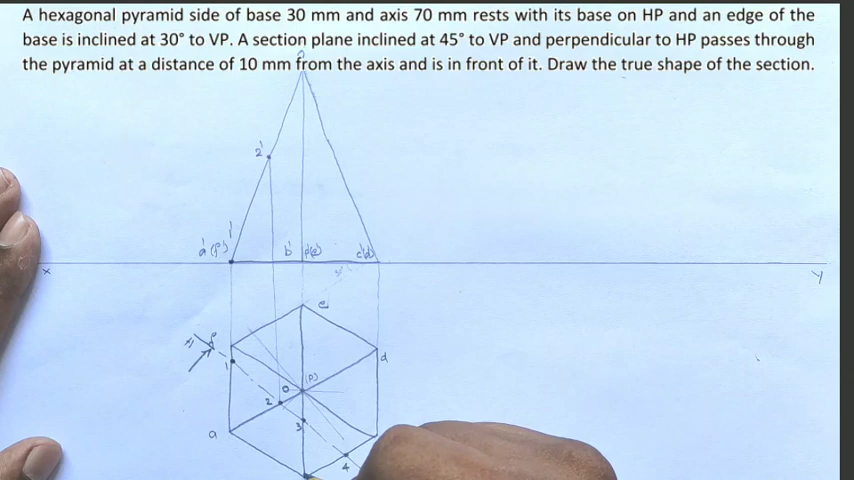 A hexagonal pyramid side of base 30 mm and axis 70 mm rests with its base on HP and an edge of the
base is inclined at 30° to VP. A section plane inclined at 45° to VP and perpendicular to HP passes through
the pyramid at a distance of 10 mm from the axis and is in front of it. Draw the true shape of the section.
2'
1'
a'(f') b' p'(e') c'(d')
x
y
e
f
1
d
(P)
o
2
3
a
4